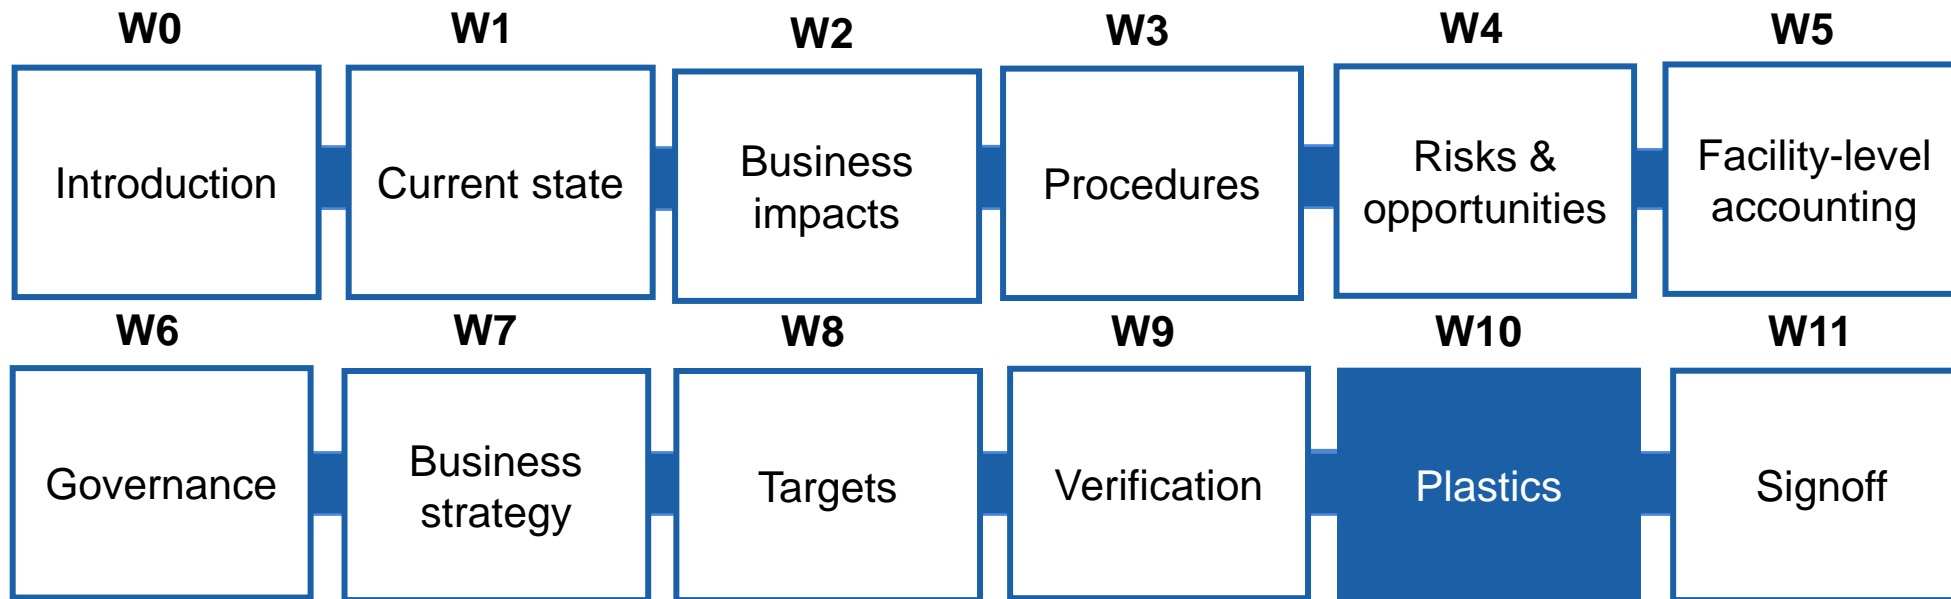 W0 W1 W2 W3 W4 W5
Introduction
Current state
Business
impacts
Procedures
Risks &
opportunities
Facility-level
accounting
W6 W7 W8 W9 W10 W11
Governance
Business
strategy
Targets
Verification
Plastics
Signoff